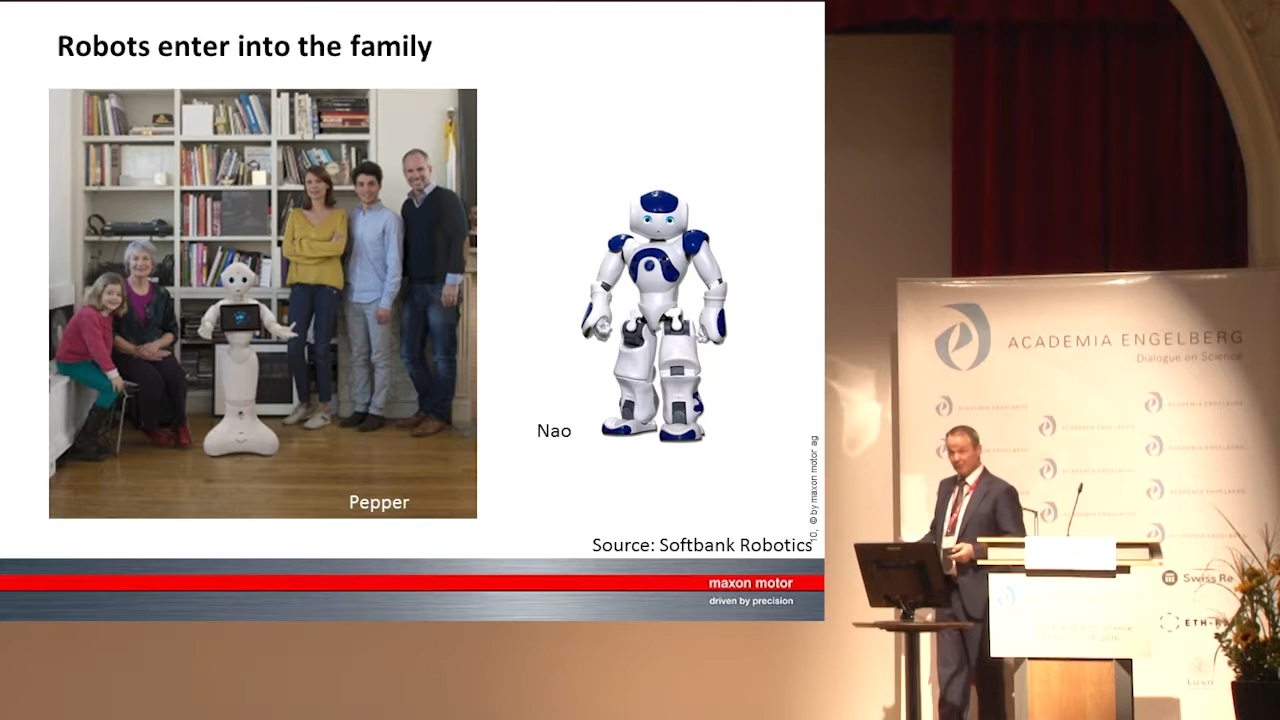 Robots enter into the family
Nao
Pepper
10, © by maxon motor ag
Source: Softbank Robotics
maxon motor
driven by precision
ACADEMIA ENGELBERG
Dialogue on Science
Swiss Re